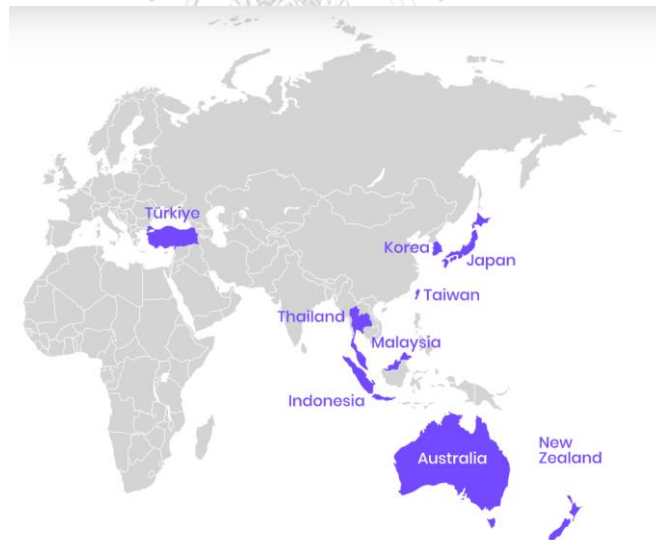 Türkiye
Korea
Japan
Taiwan
Thailand
Malaysia
Indonesia
Australia
New
Zealand